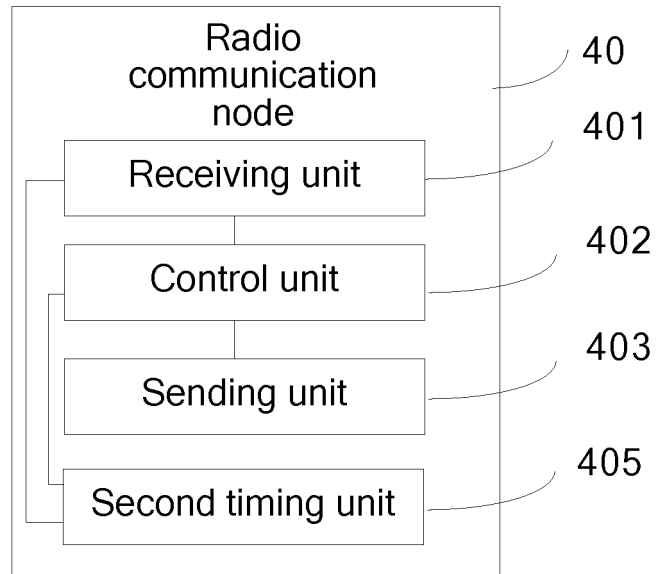 Radio
communication
node
40
Receiving unit
401
Control unit
402
Sending unit
403
Second timing unit
405